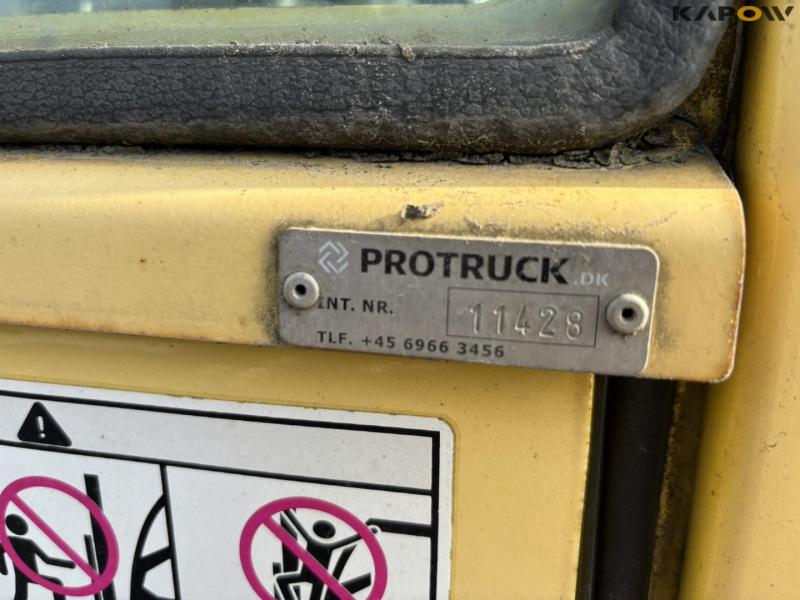 KAPOW
PROTRUCK.DK
INT. NR. 11428
TLF. +45 6966 3456